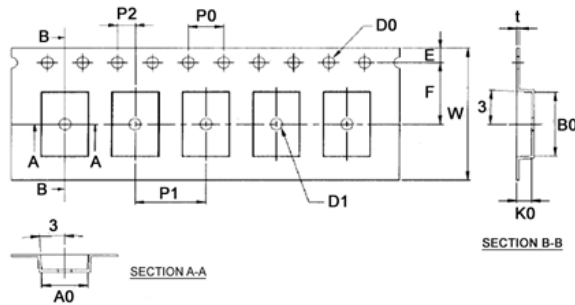 P2
P0
B
D0
t
E
F
W
3
B0
A
A
B
P1
D1
K0
SECTION B-B
3
SECTION A-A
A0